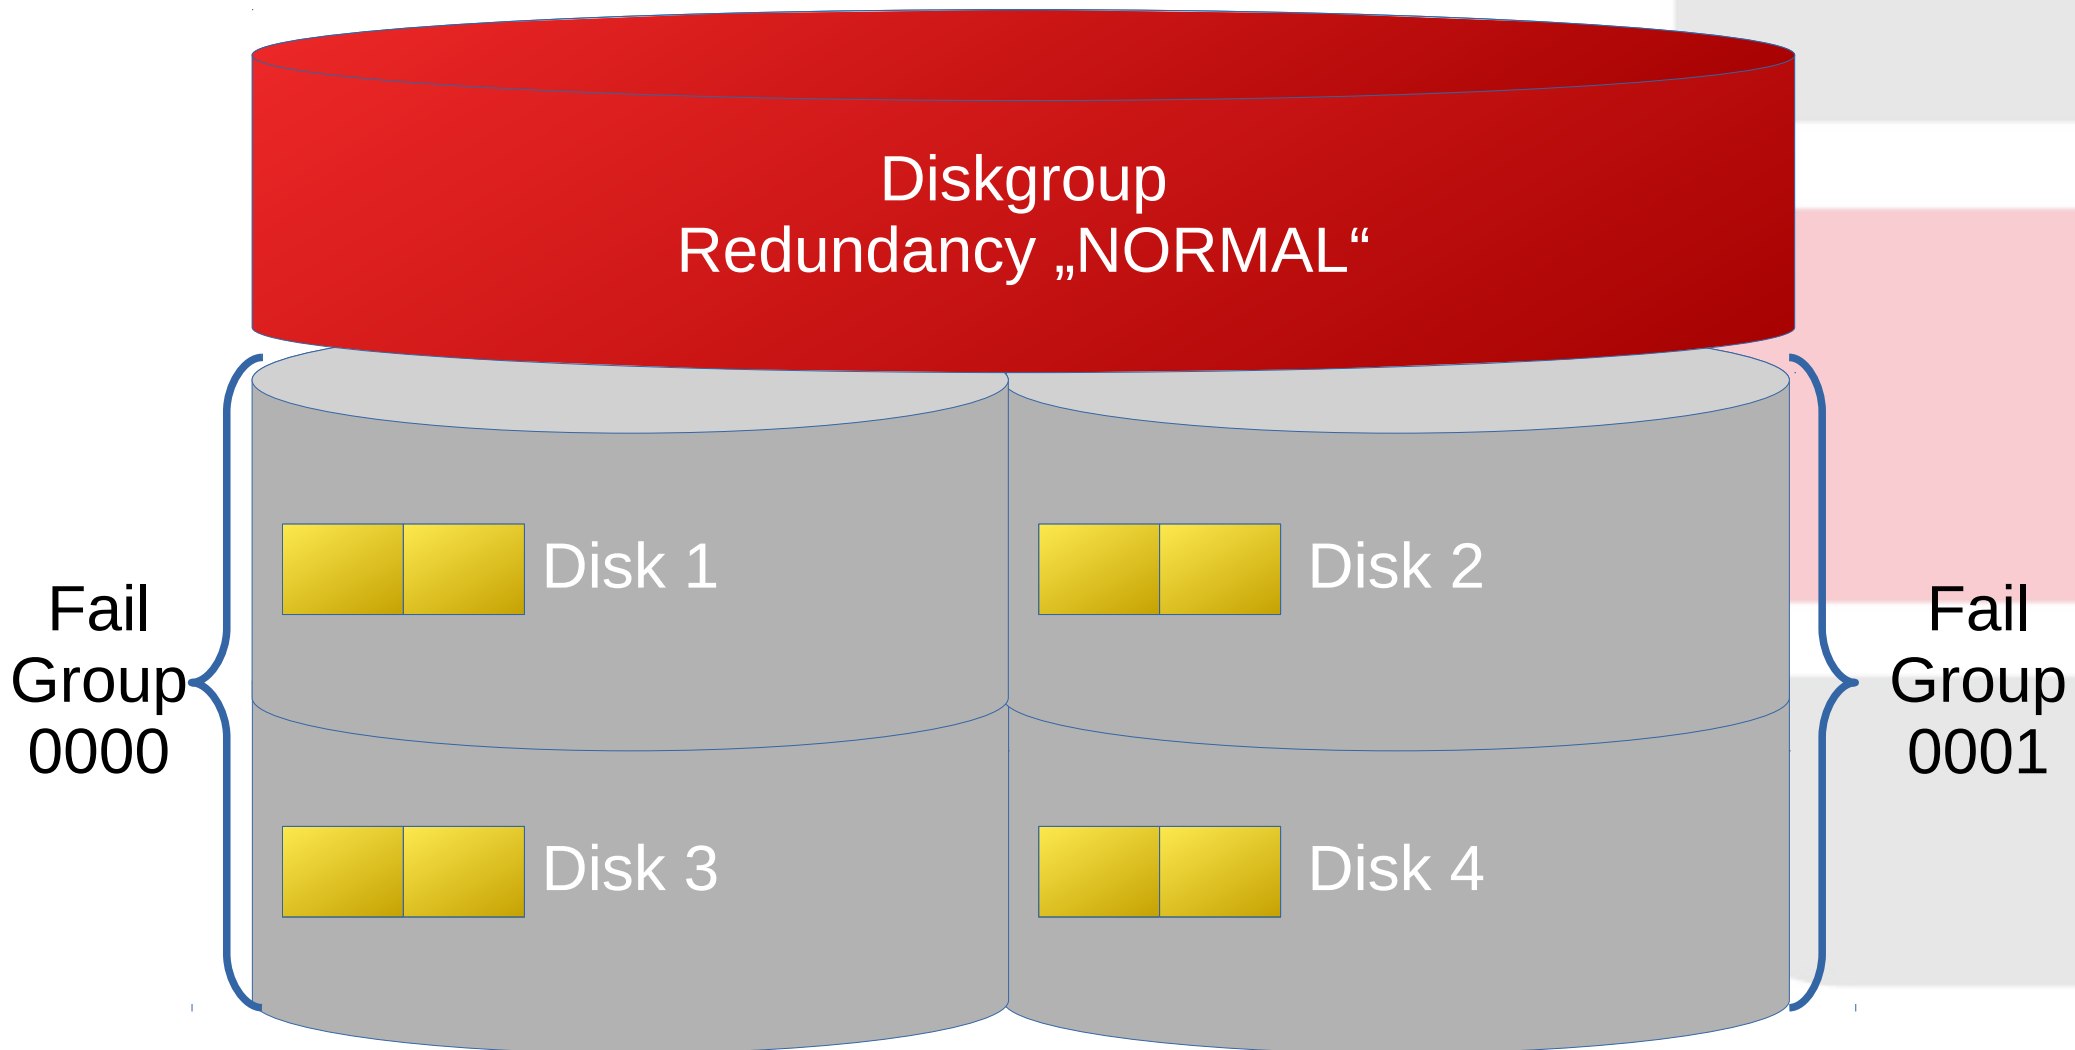 Diskgroup
Redundancy „NORMAL“
Disk 1
Disk 2
Fail
Group
0000
Fail
Group
0001
Disk 3
Disk 4